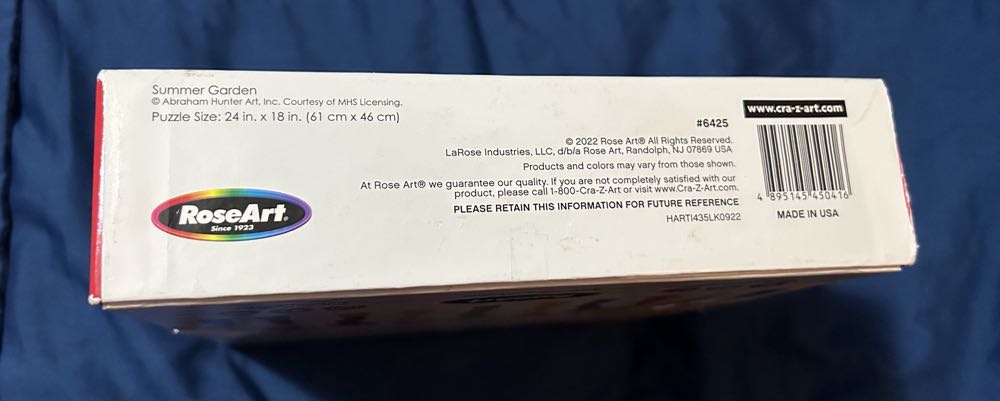 Summer Garden
© Abraham Hunter Art, Inc. Courtesy of MHS Licensing.
Puzzle Size: 24 in. x 18 in. (61 cm x 46 cm)
RoseArt®
Since 1923
#6425
© 2022 Rose Art® All Rights Reserved.
LaRose Industries, LLC, d/b/a Rose Art, Randolph, NJ 07869 USA
Products and colors may vary from those shown.
At Rose Art® we guarantee our quality. If you are not completely satisfied with our
product, please call 1-800-Cra-Z-Art or visit www.Cra-Z-Art.com.
PLEASE RETAIN THIS INFORMATION FOR FUTURE REFERENCE
HARTI435LK0922
www.cra-z-art.com
4 895145 450416
MADE IN USA